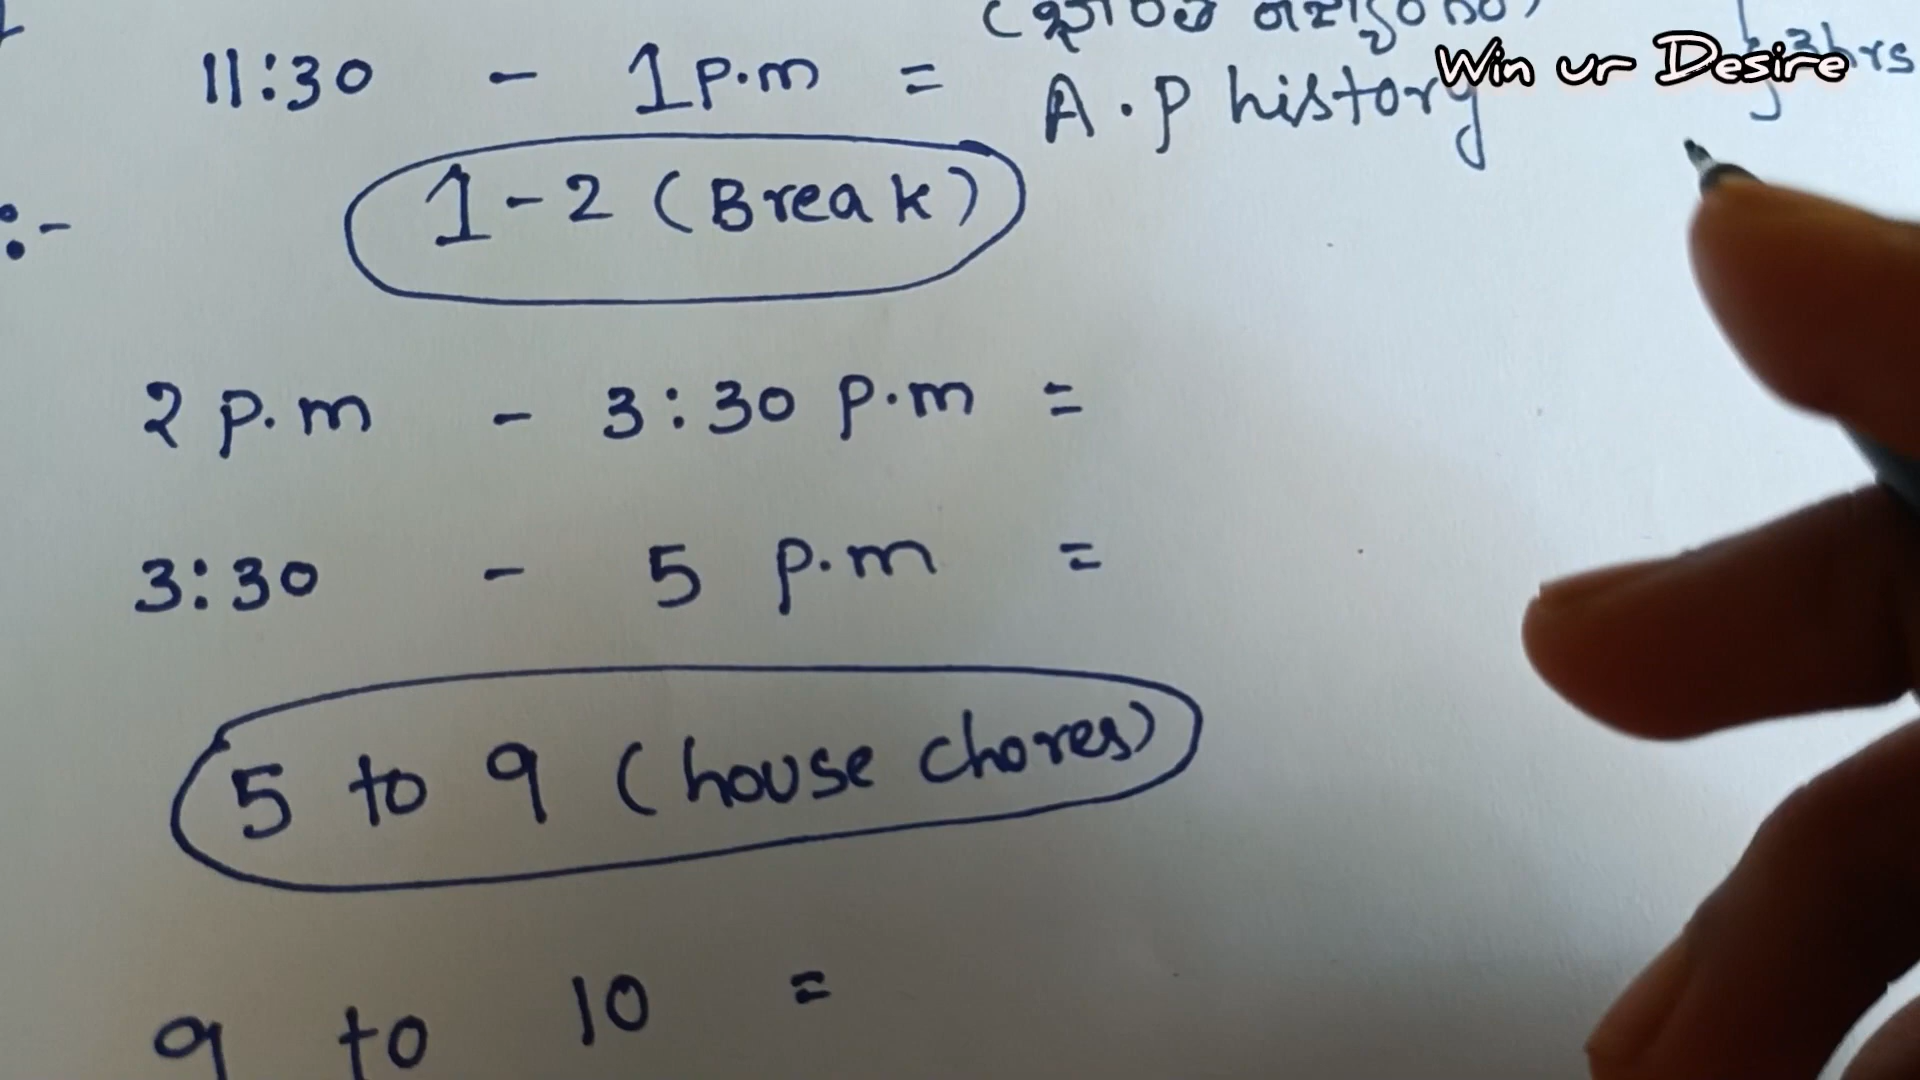 11:30 - 1 p.m = A.P history
Win ur Desire
3hrs
:- 1 - 2 (Break)
2 p.m - 3:30 p.m =
3:30 - 5 p.m =
5 to 9 (house chores)
9 to 10 =